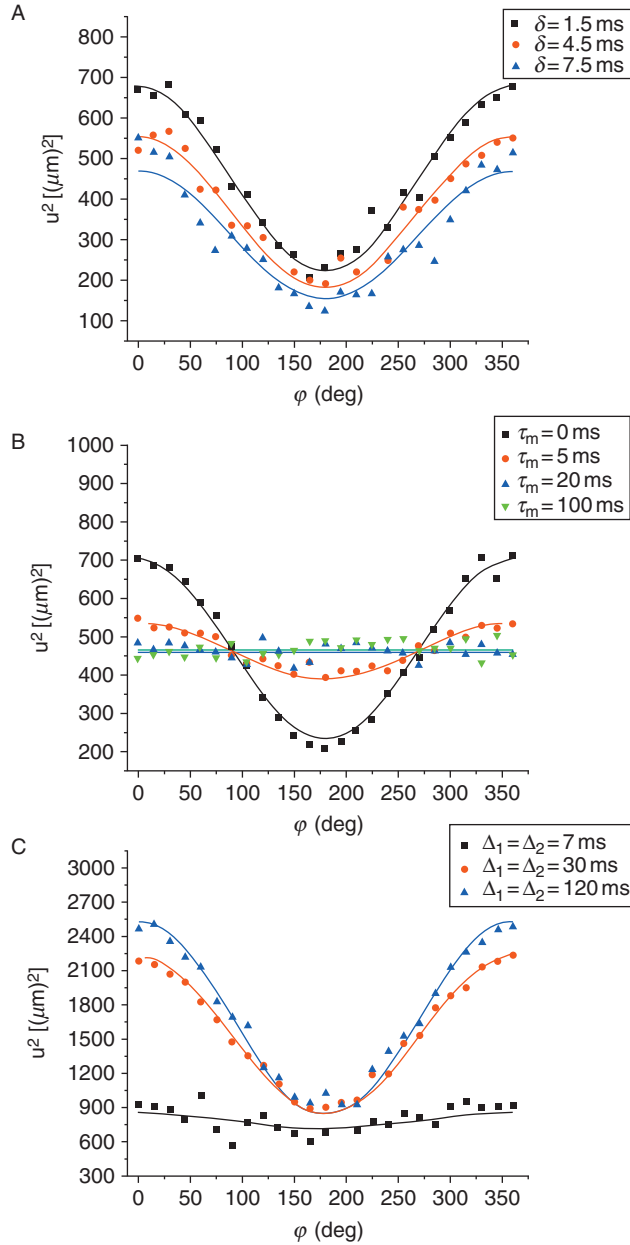 A
δ = 1.5 ms
δ = 4.5 ms
δ = 7.5 ms
800
700
600
500
400
300
200
100
u² [(μm)²]
0 50 100 150 200 250 300 350
φ (deg)
B
τm = 0 ms
τm = 5 ms
τm = 20 ms
τm = 100 ms
1000
900
800
700
600
500
400
300
200
u² [(μm)²]
0 50 100 150 200 250 300 350
φ (deg)
C
Δ1 = Δ2 = 7 ms
Δ1 = Δ2 = 30 ms
Δ1 = Δ2 = 120 ms
3000
2700
2400
2100
1800
1500
1200
900
600
300
u² [(μm)²]
0 50 100 150 200 250 300 350
φ (deg)